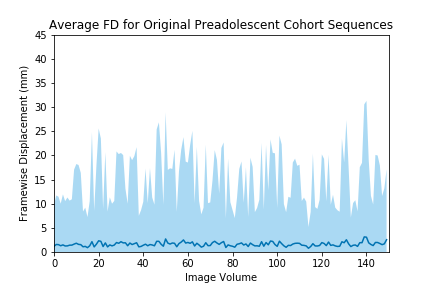 Average FD for Original Preadolescent Cohort Sequences
45
40
35
30
25
20
15
10
5
0
Framewise Displacement (mm)
0 20 40 60 80 100 120 140
Image Volume